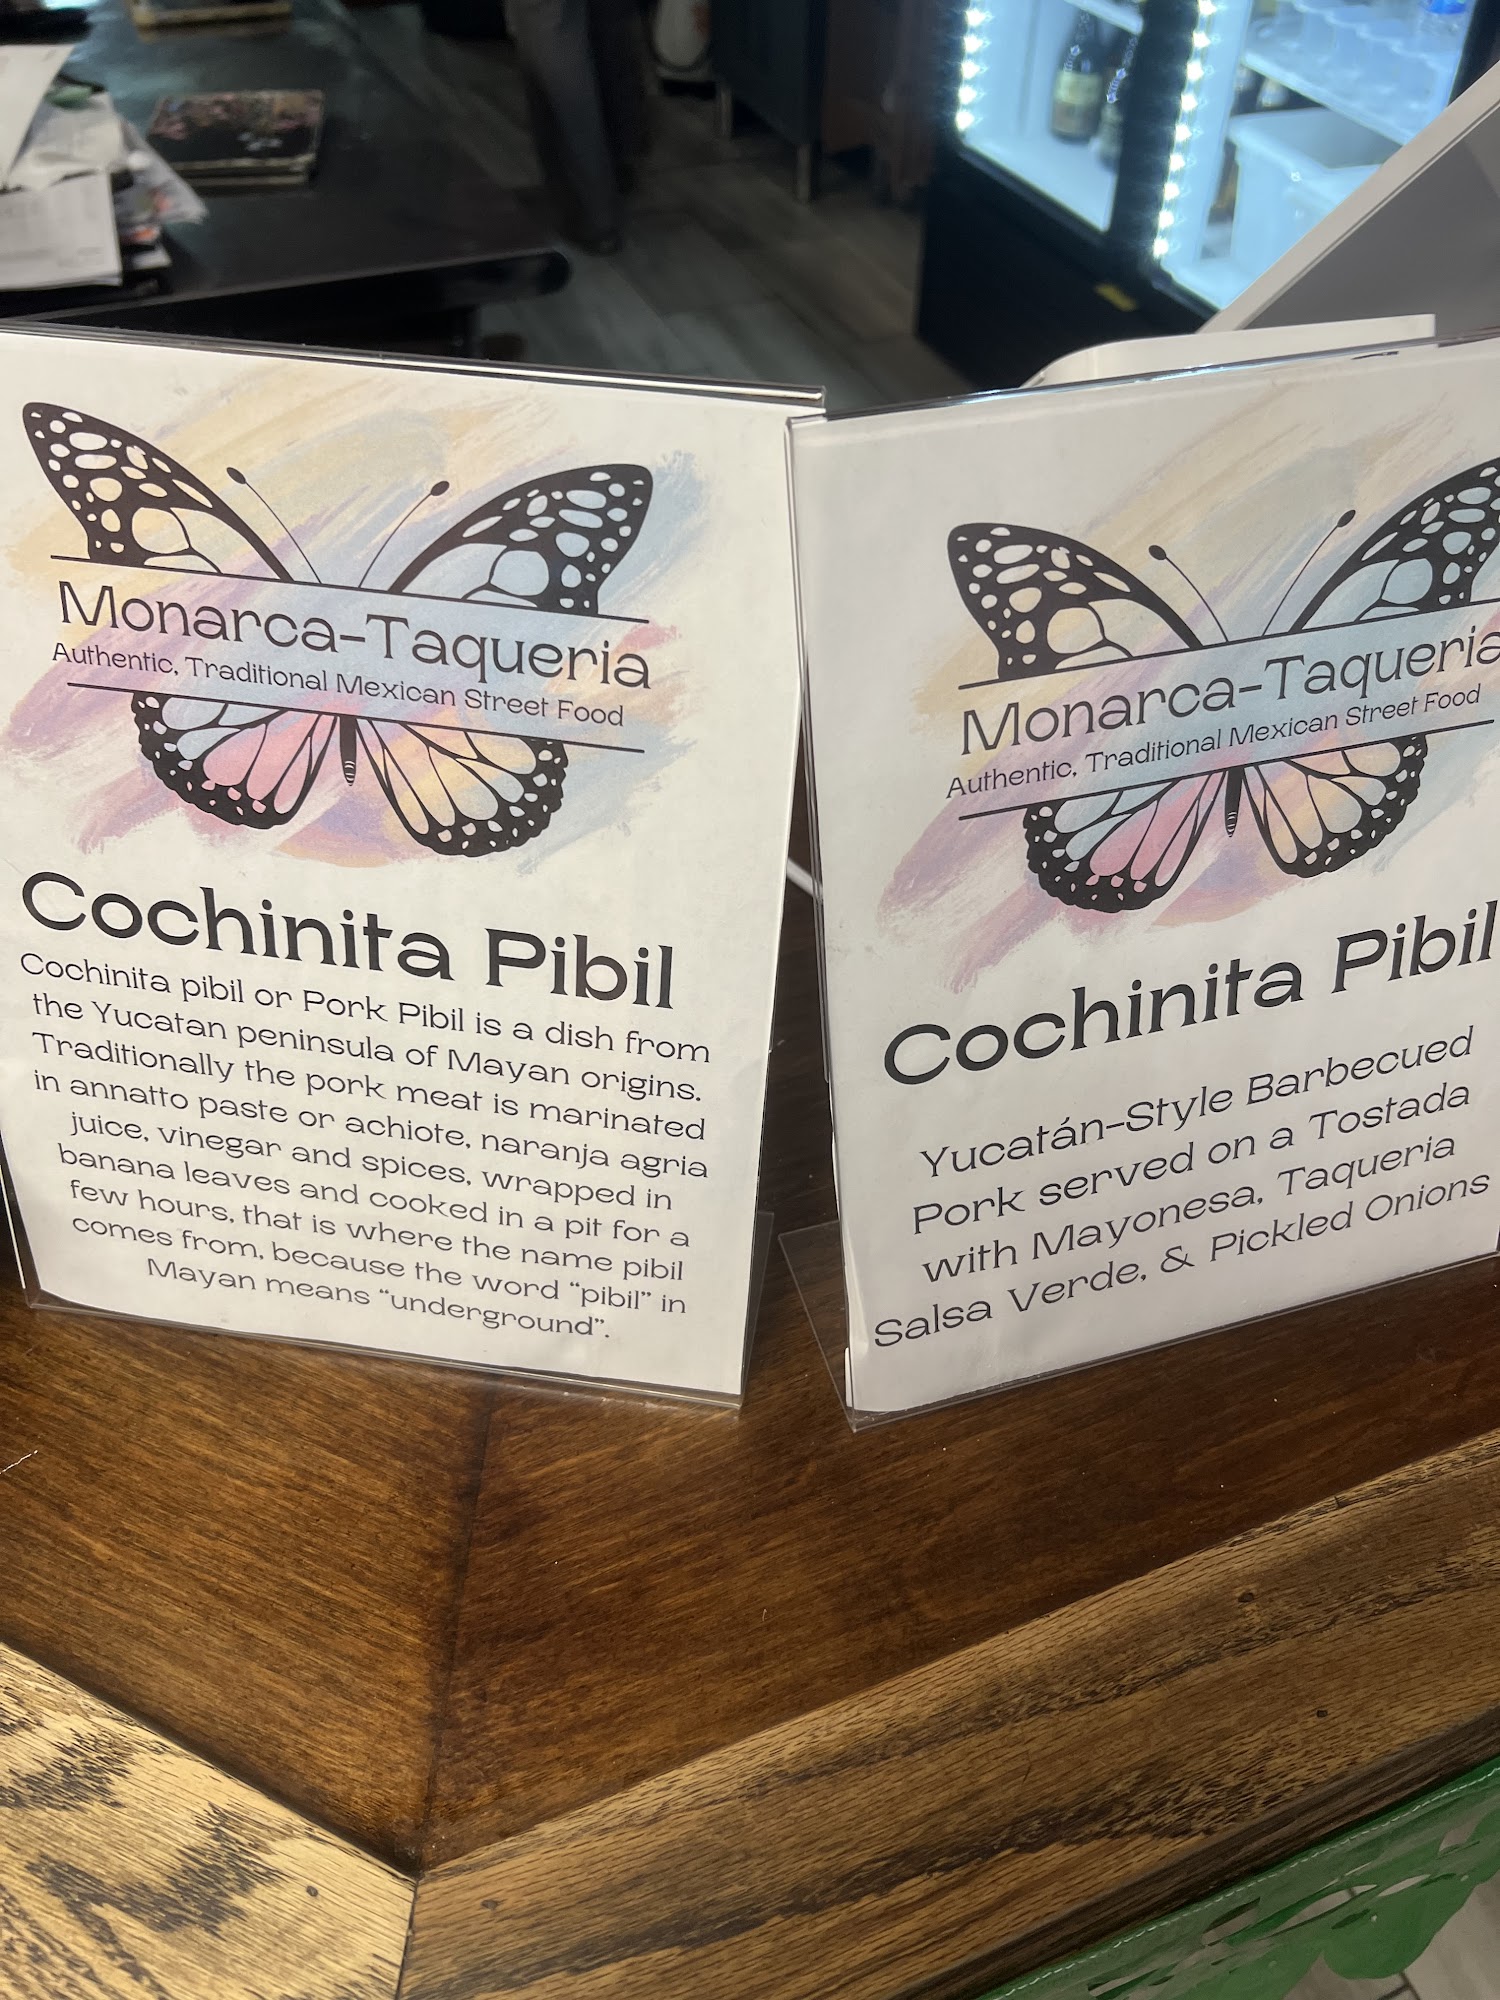 Monarca-Taqueria
Authentic, Traditional Mexican Street Food
Cochinita Pibil
Cochinita pibil or Pork Pibil is a dish from
the Yucatan peninsula of Mayan origins.
Traditionally the pork meat is marinated
in annatto paste or achiote, naranja agria
juice, vinegar and spices, wrapped in
banana leaves and cooked in a pit for a
few hours, that is where the name pibil
comes from, because the word “pibil” in
Mayan means “underground”.
Monarca-Taqueria
Authentic, Traditional Mexican Street Food
Cochinita Pibil
Yucatán-Style Barbecued
Pork served on a Tostada
with Mayonesa, Taqueria
Salsa Verde, & Pickled Onions